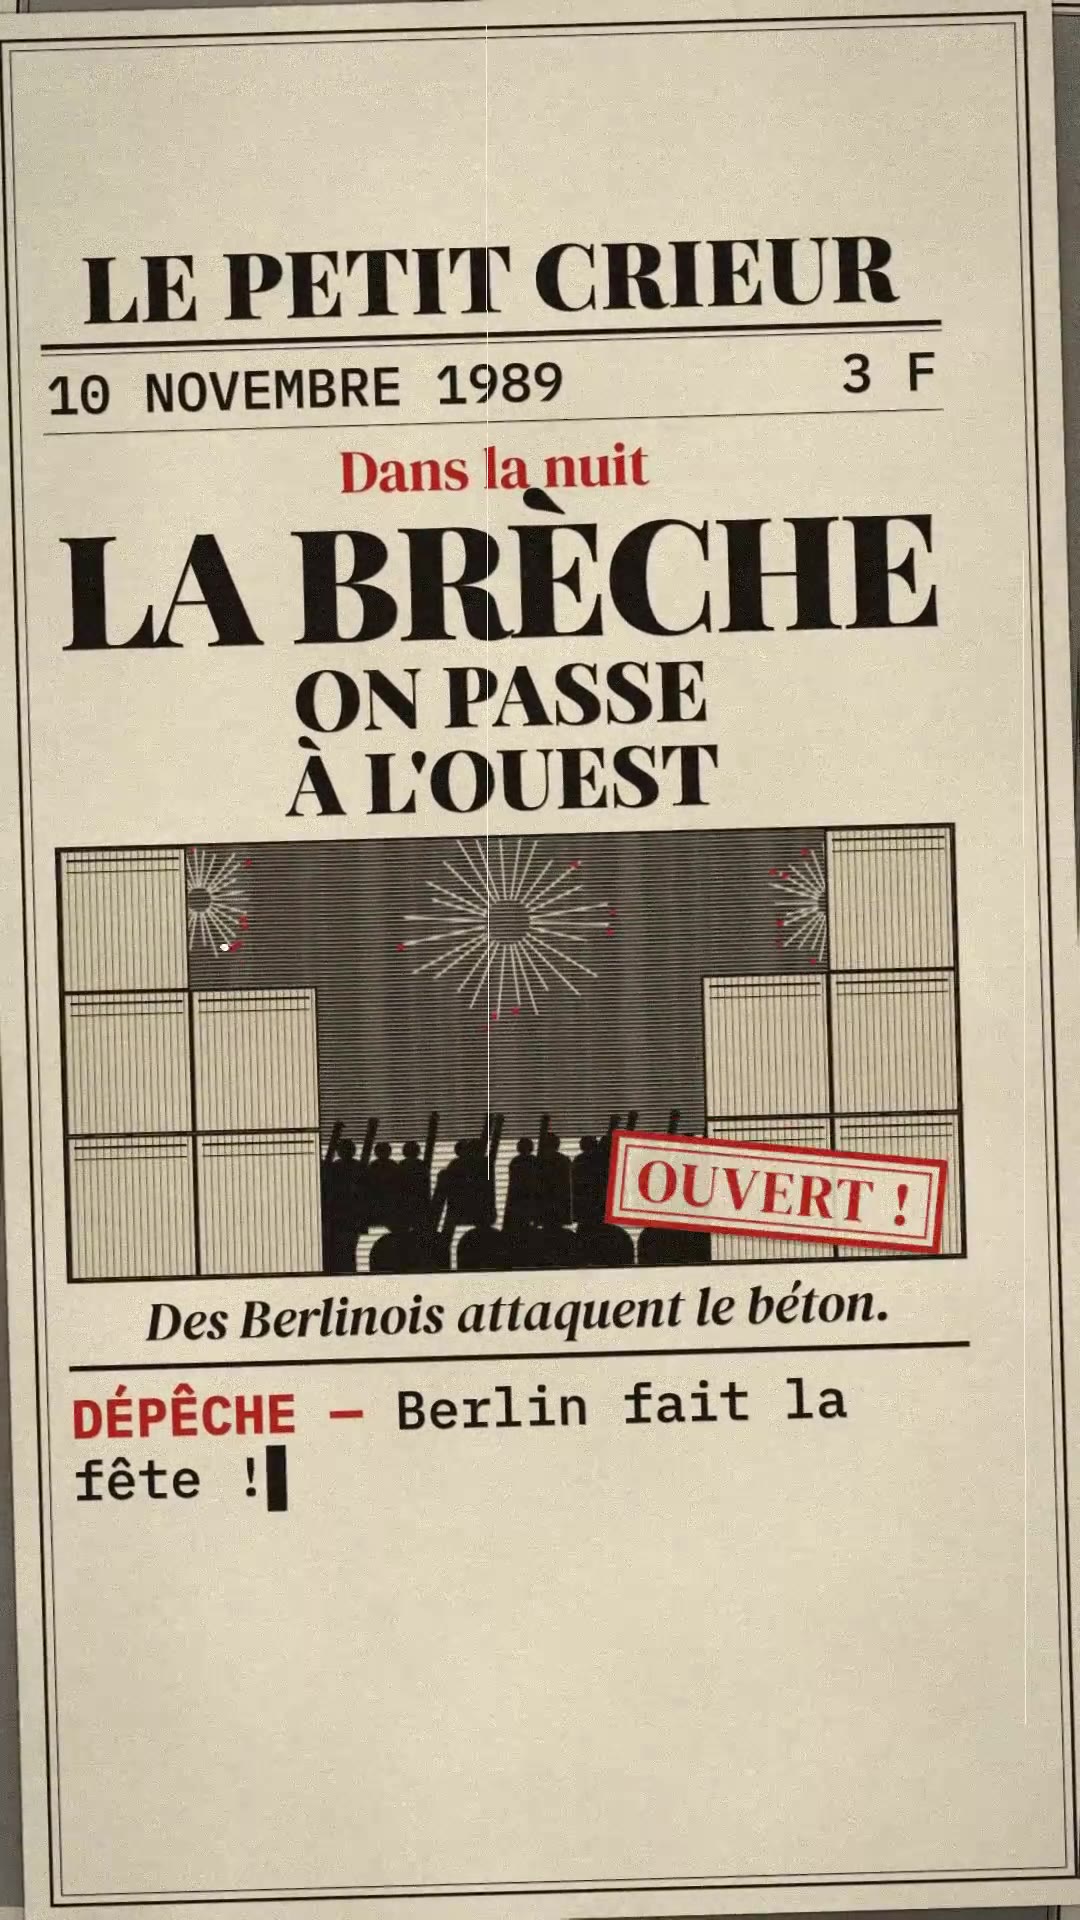 LE PETIT CRIEUR
10 NOVEMBRE 1989 3 F
Dans la nuit
LA BRÈCHE
ON PASSE
À L'OUEST
OUVERT !
Des Berlinois attaquent le béton.
DÉPÊCHE — Berlin fait la
fête !